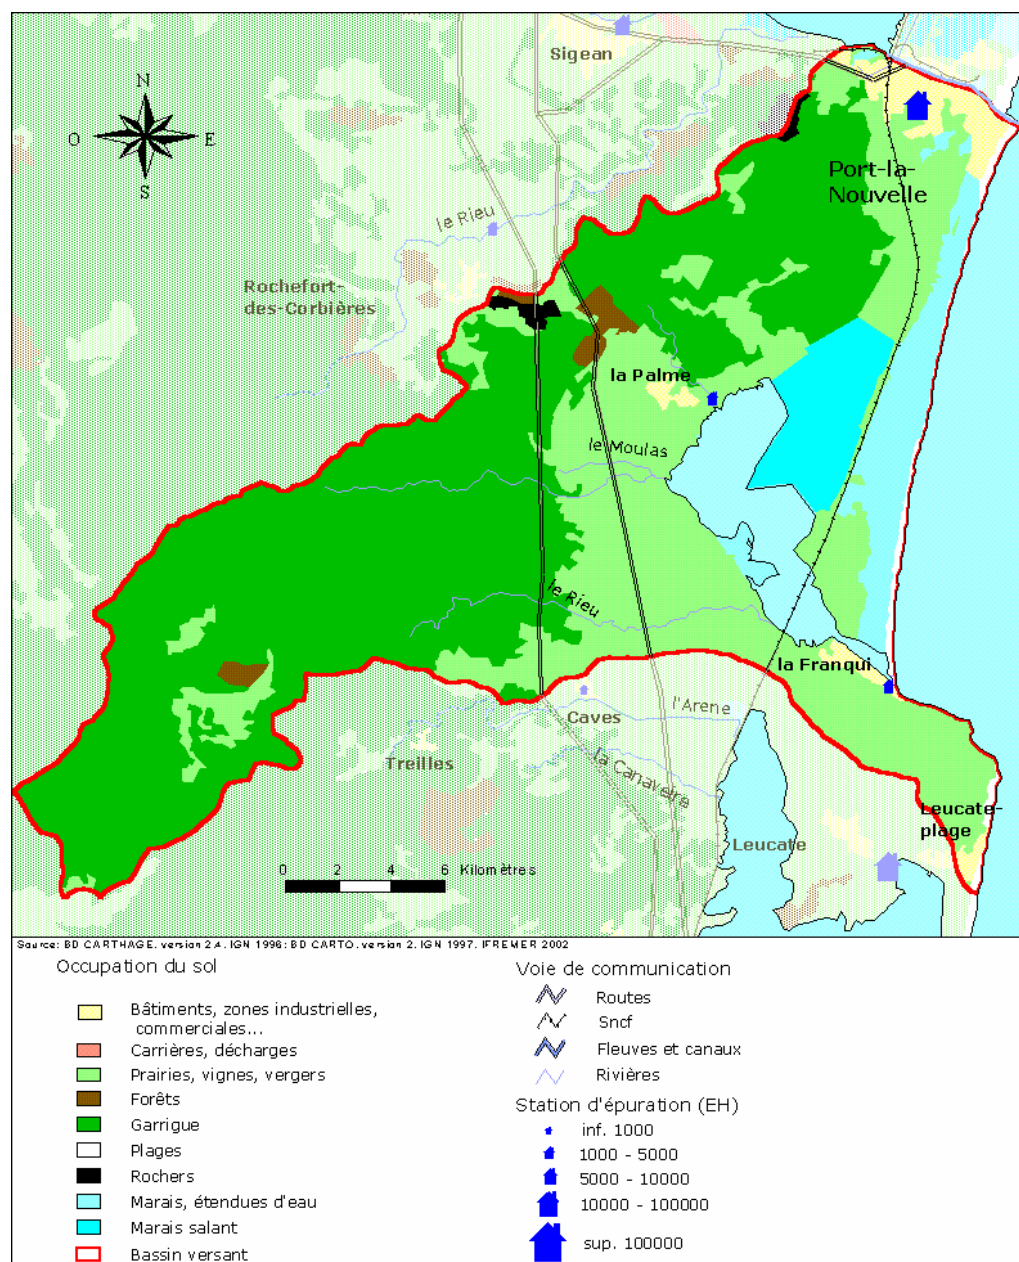 Sigean
N
O
E
S
Port-la-
Nouvelle
le Rieu
Rochefort-
des-Corbières
la Palme
le Moulas
le Rieu
la Franqui
l'Arene
Caves
Treilles
la Canaveire
Leucate-
plage
Leucate
0 2 4 6 Kilomètres
Source: BD CARTHAGE. version 2.4. IGN 1996; BD CARTO. version 2. IGN 1997. IFREMER 2002
Occupation du sol
Bâtiments, zones industrielles,
commerciales...
Carrières, décharges
Prairies, vignes, vergers
Forêts
Garrigue
Plages
Rochers
Marais, étendues d'eau
Marais salant
Bassin versant
Voie de communication
Routes
Sncf
Fleuves et canaux
Rivières
Station d'épuration (EH)
inf. 1000
1000 - 5000
5000 - 10000
10000 - 100000
sup. 100000